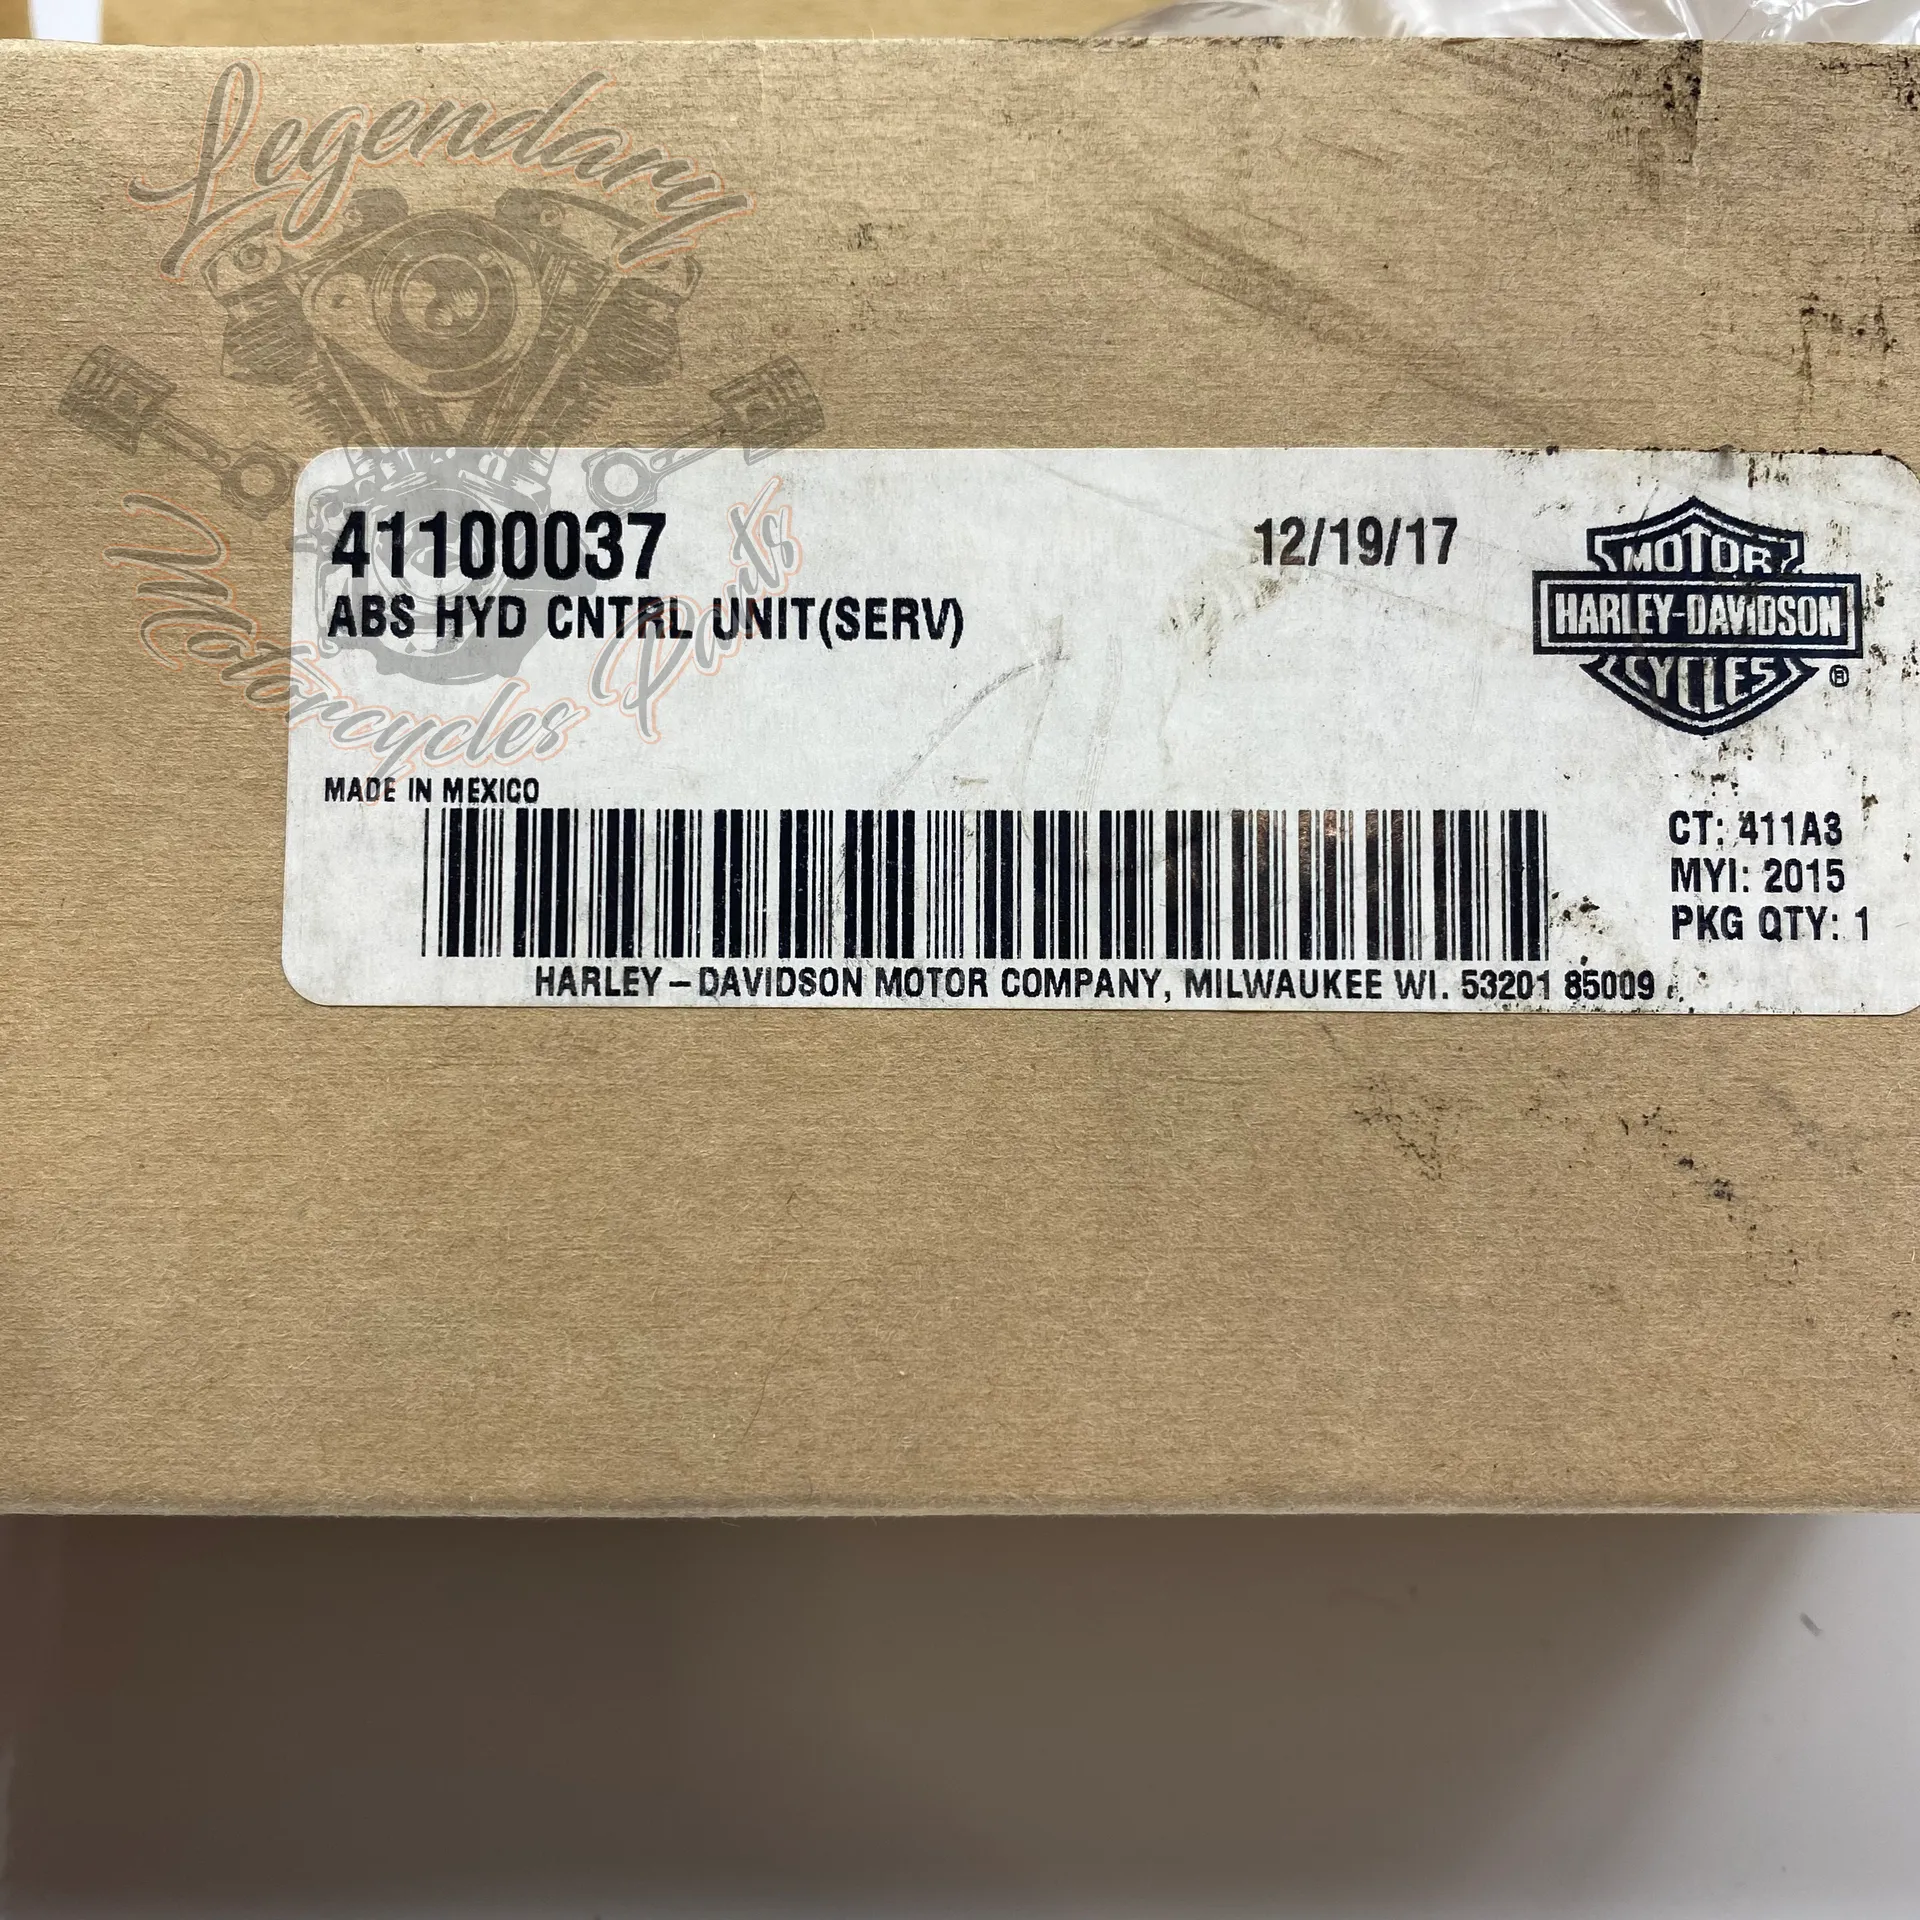 Legendary
Motorcycles Parts
41100037
12/19/17
ABS HYD CNTRL UNIT(SERV)
MOTOR
HARLEY-DAVIDSON
CYCLES
®
MADE IN MEXICO
CT: 411A3
MYI: 2015
PKG QTY: 1
HARLEY-DAVIDSON MOTOR COMPANY, MILWAUKEE WI. 53201 85009